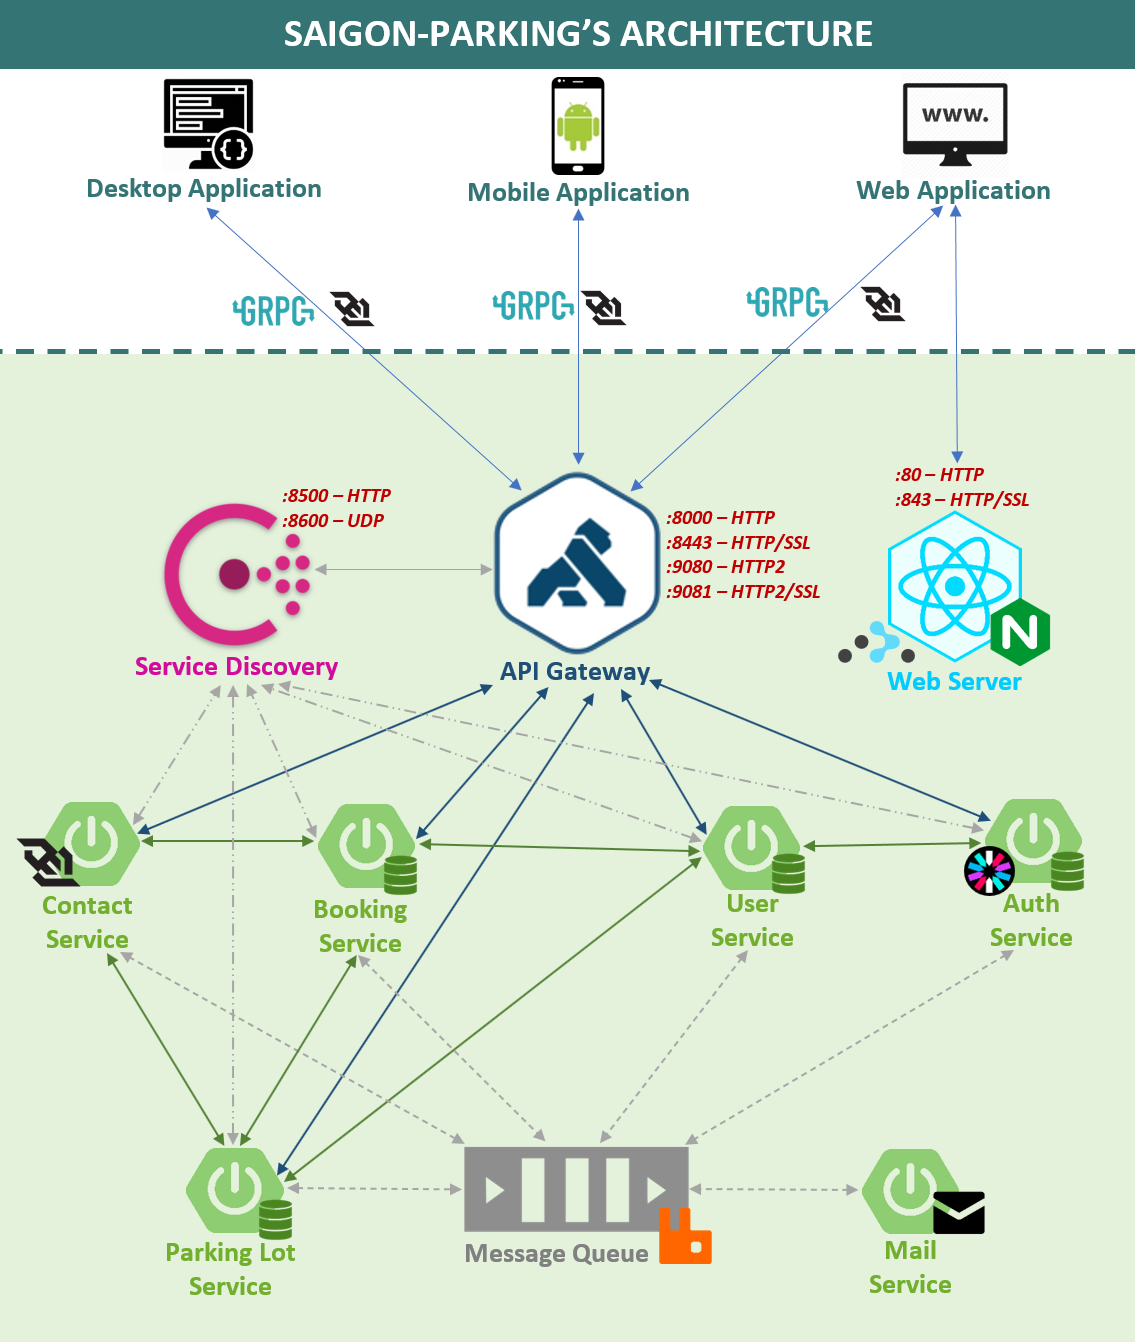 SAIGON-PARKING'S ARCHITECTURE
www.
Desktop Application
Mobile Application
Web Application
GRPC
GRPC
GRPC
:80 – HTTP
:843 – HTTP/SSL
:8500 – HTTP
:8600 – UDP
:8000 – HTTP
:8443 – HTTP/SSL
:9080 – HTTP2
:9081 – HTTP2/SSL
N
Service Discovery
API Gateway
Web Server
Contact
Service
Booking
Service
User
Service
Auth
Service
Parking Lot
Service
Message Queue
Mail
Service